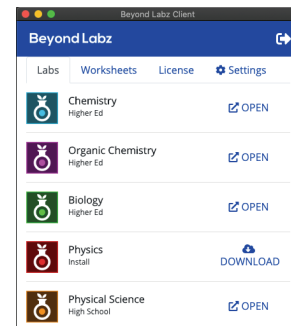 Beyond Labz Client
Beyond Labz
Labs Worksheets License Settings
Chemistry
Higher Ed
OPEN
Organic Chemistry
Higher Ed
OPEN
Biology
Higher Ed
OPEN
Physics
Install
DOWNLOAD
Physical Science
High School
OPEN